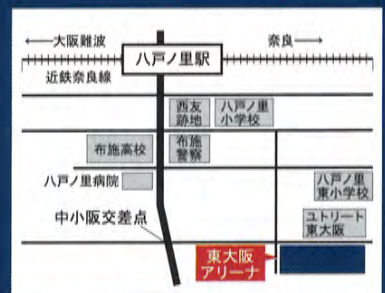 ←大阪難波
奈良→
八戸ノ里駅
近鉄奈良線
西友
跡地
八戸ノ里
小学校
布施高校
布施
警察
八戸ノ里病院
八戸ノ里
東小学校
中小阪交差点
ユトリート
東大阪
東大阪
アリーナ